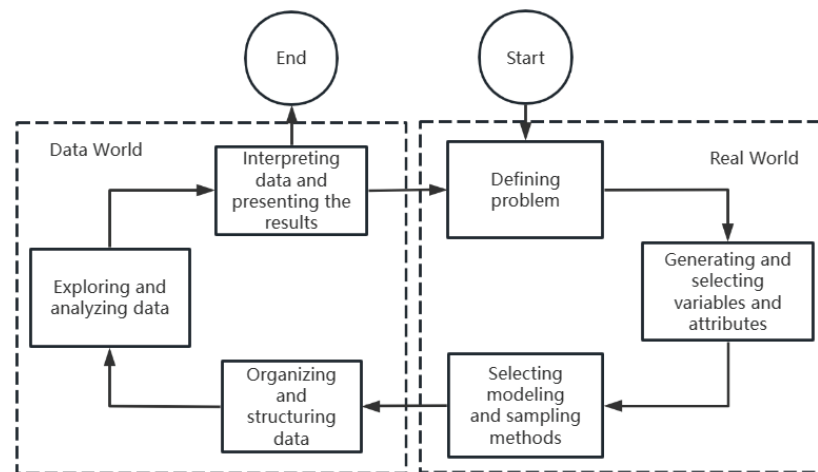 End
Start
Data World
Real World
Interpreting
data and
presenting the
results
Defining
problem
Exploring and
analyzing data
Generating and
selecting
variables and
attributes
Organizing
and
structuring
data
Selecting
modeling
and sampling
methods